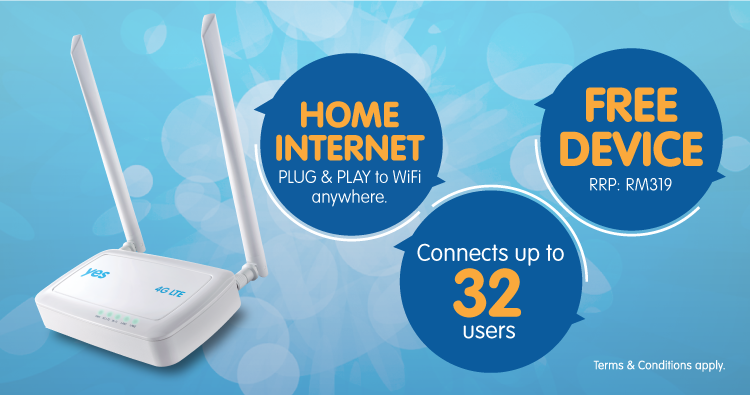 yes
4G LTE
HOME
INTERNET
PLUG & PLAY to WiFi
anywhere.
FREE
DEVICE
RRP: RM319
Connects up to
32
users
Terms & Conditions apply.